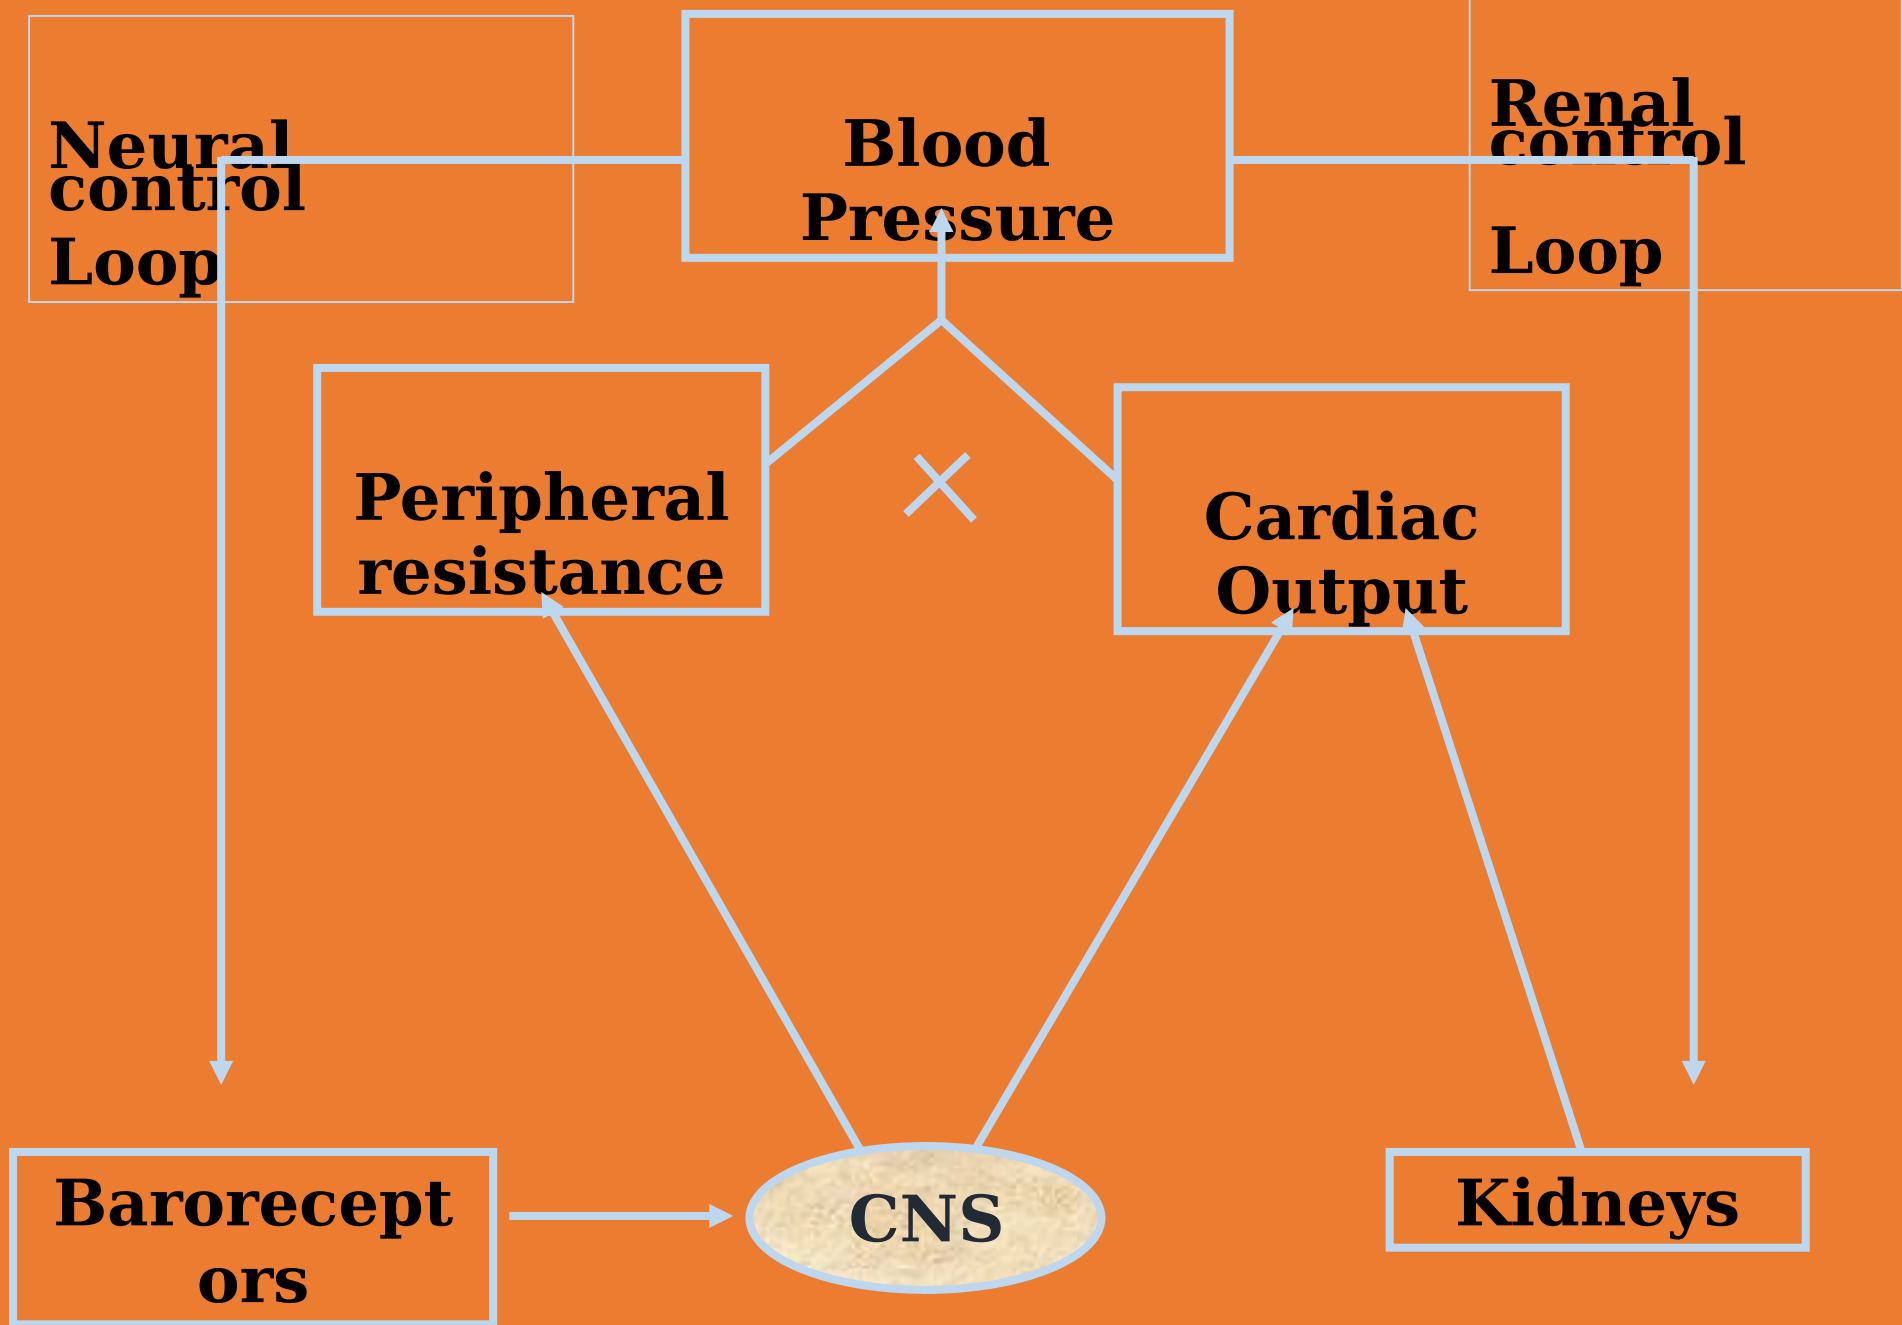 Neural
control
Loop
Blood
Pressure
Renal
control
Loop
Peripheral
resistance
Cardiac
Output
Barorecept
ors
CNS
Kidneys